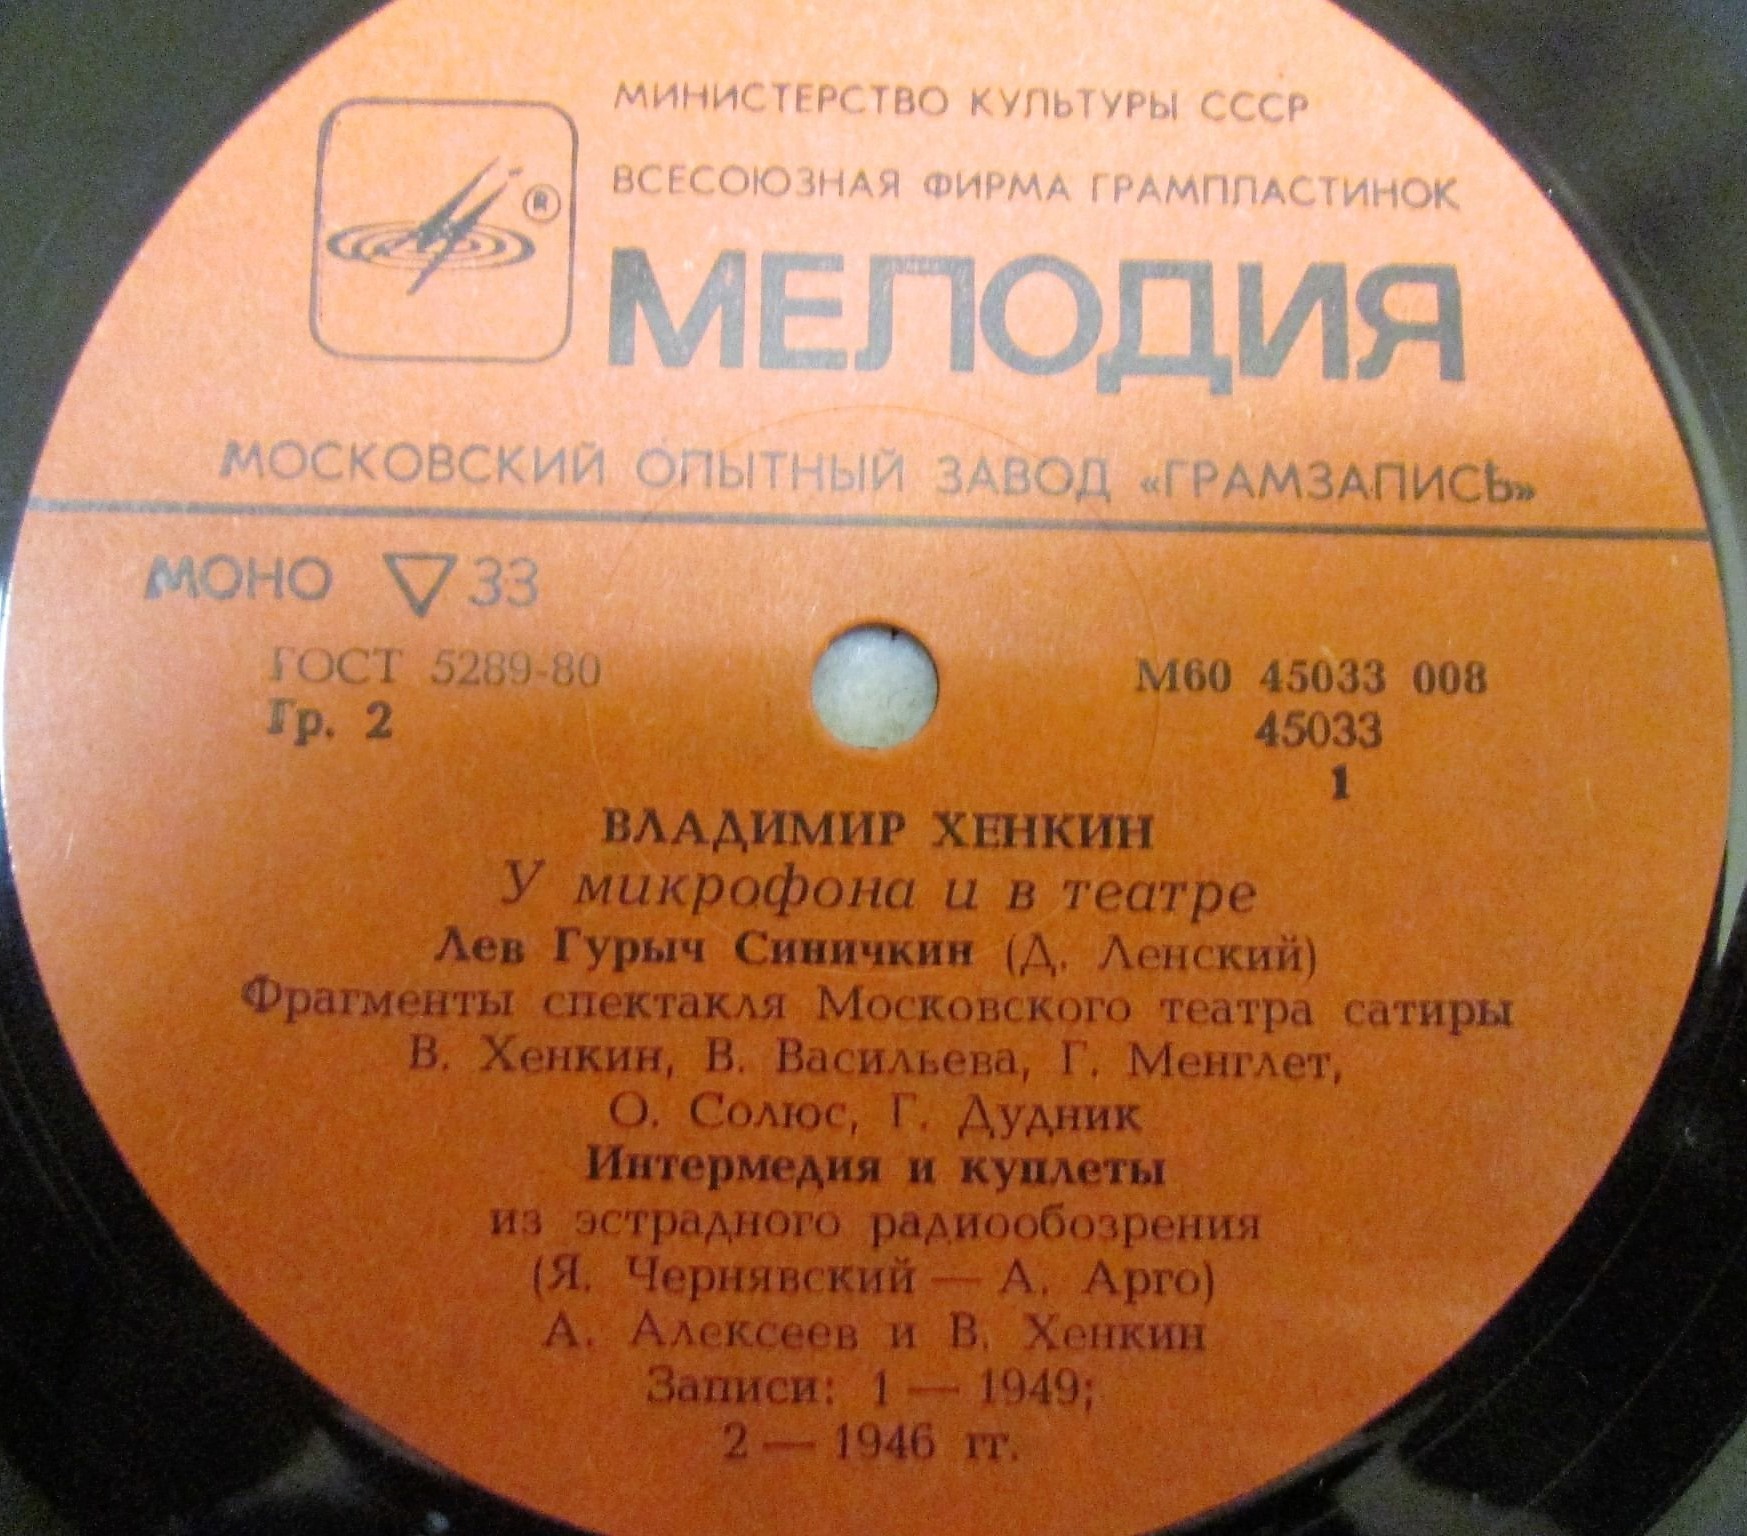 МИНИСТЕРСТВО КУЛЬТУРЫ СССР
ВСЕСОЮЗНАЯ ФИРМА ГРАМПЛАСТИНОК
®
МЕЛОДИЯ
МОСКОВСКИЙ ОПЫТНЫЙ ЗАВОД «ГРАМЗАПИСЬ»
МОНО ▽ 33
ГОСТ 5289-80
Гр. 2
М60 45033 008
45033
1
ВЛАДИМИР ХЕНКИН
У микрофона и в театре
Лев Гурыч Синичкин (Д. Ленский)
Фрагменты спектакля Московского театра сатиры
В. Хенкин, В. Васильева, Г. Менглет,
О. Солюс, Г. Дудник
Интермедия и куплеты
из эстрадного радиообозрения
(Я. Чернявский — А. Арго)
А. Алексеев и В. Хенкин
Записи: 1 — 1949;
2 — 1946 гг.